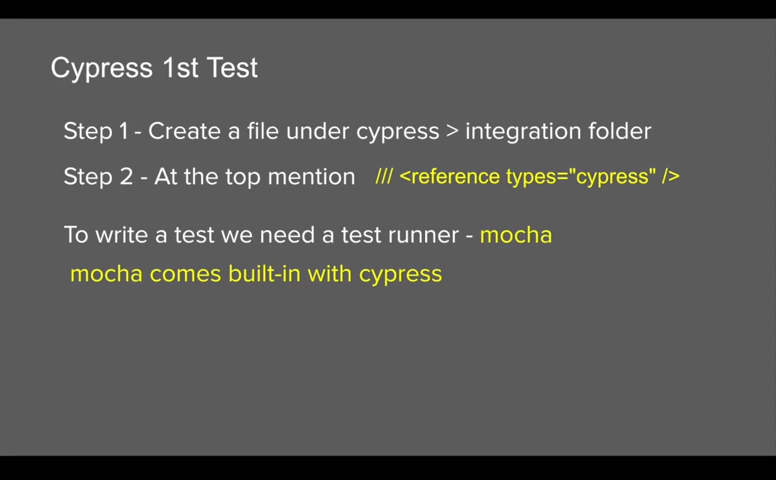 Cypress 1st Test
Step 1 - Create a file under cypress > integration folder
Step 2 - At the top mention /// <reference types="cypress" />
To write a test we need a test runner - mocha
mocha comes built-in with cypress